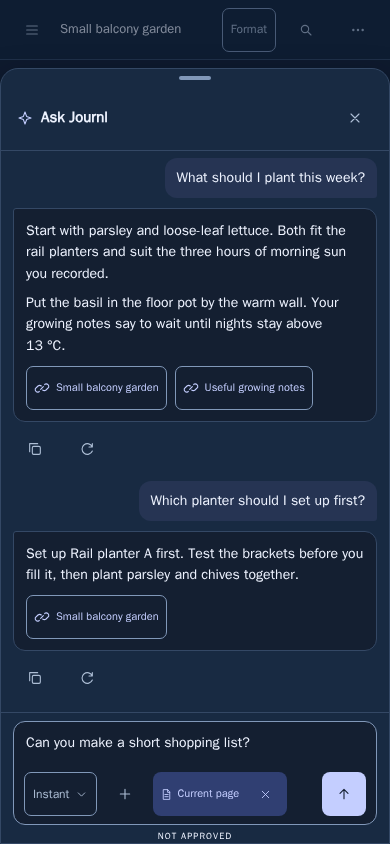 Small balcony garden
Format
Ask Journl
What should I plant this week?
Start with parsley and loose-leaf lettuce. Both fit the
rail planters and suit the three hours of morning sun
you recorded.
Put the basil in the floor pot by the warm wall. Your
growing notes say to wait until nights stay above
13 °C.
Small balcony garden
Useful growing notes
Which planter should I set up first?
Set up Rail planter A first. Test the brackets before you
fill it, then plant parsley and chives together.
Small balcony garden
Can you make a short shopping list?
Instant
Current page
NOT APPROVED